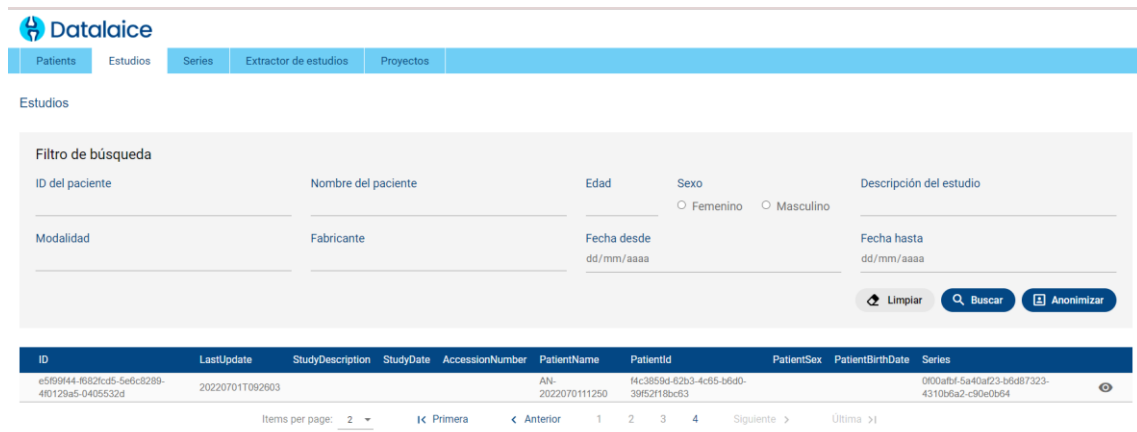 Datalaice
Patients Estudios Series Extractor de estudios Proyectos
Estudios
Filtro de búsqueda
ID del paciente Nombre del paciente Edad Sexo Descripción del estudio
Femenino Masculino
Modalidad Fabricante Fecha desde Fecha hasta
dd/mm/aaaa dd/mm/aaaa
Limpiar Buscar Anonimizar
ID LastUpdate StudyDescription StudyDate AccessionNumber PatientName PatientId PatientSex PatientBirthDate Series
e5f99f44-f682fcd5-5e6c8289- AN- f4c3859d-62b3-4c65-b6d0- 0f00afbf-5a40af23-b6d87323-
20220701T092603
4f0129a5-0405532d 2022070111250 39f52f18bc63 4310b6a2-c90e0b64
Items per page: 2 Primera Anterior 1 2 3 4 Siguiente Última